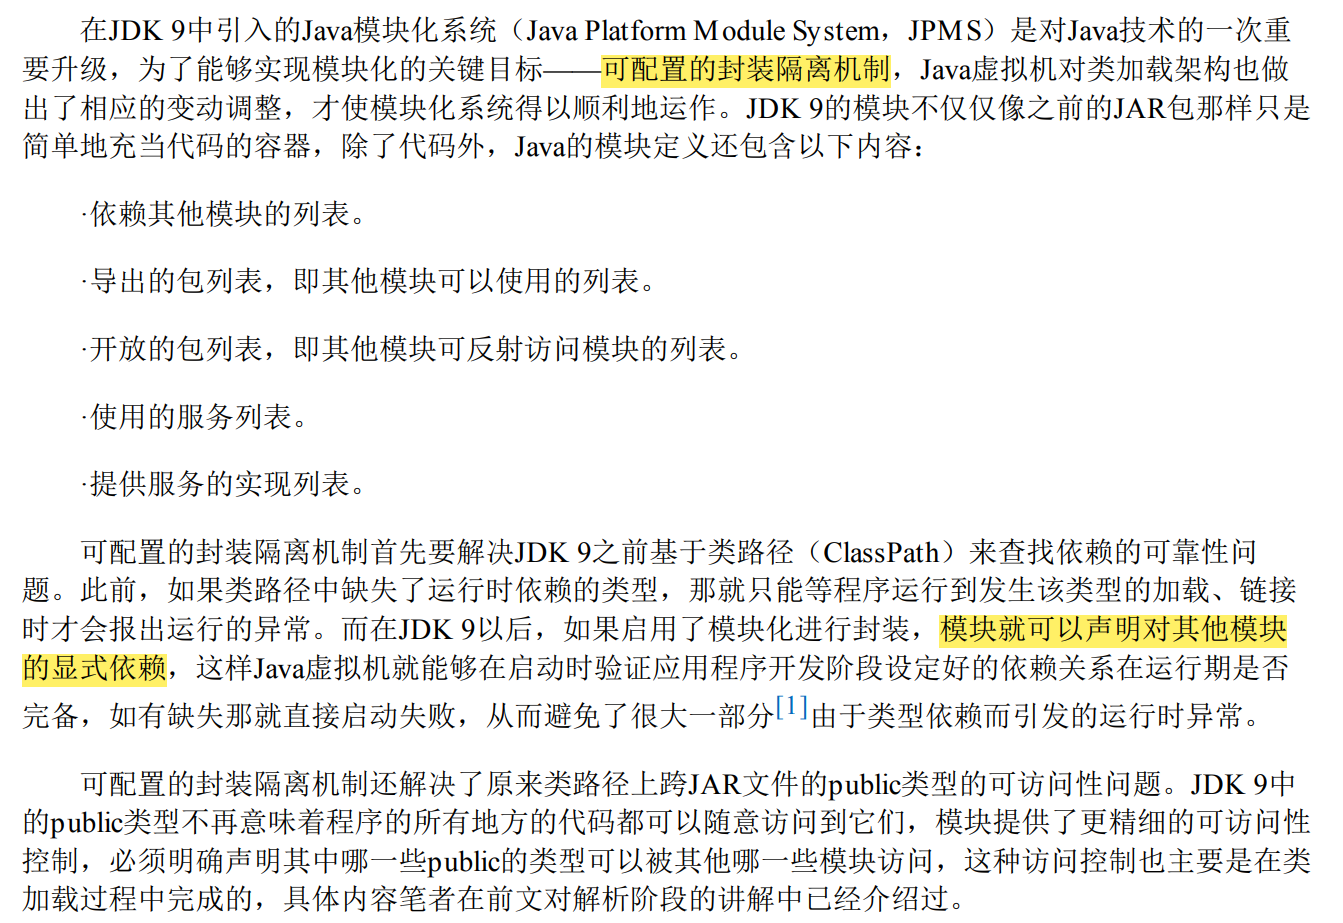 在JDK 9中引入的Java模块化系统（Java Platform Module System，JPMS）是对Java技术的一次重
要升级，为了能够实现模块化的关键目标——可配置的封装隔离机制，Java虚拟机对类加载架构也做
出了相应的变动调整，才使模块化系统得以顺利地运作。JDK 9的模块不仅仅像之前的JAR包那样只是
简单地充当代码的容器，除了代码外，Java的模块定义还包含以下内容：
·依赖其他模块的列表。
·导出的包列表，即其他模块可以使用的列表。
·开放的包列表，即其他模块可反射访问模块的列表。
·使用的服务列表。
·提供服务的实现列表。
可配置的封装隔离机制首先要解决JDK 9之前基于类路径（ClassPath）来查找依赖的可靠性问
题。此前，如果类路径中缺失了运行时依赖的类型，那就只能等程序运行到发生该类型的加载、链接
时才会报出运行的异常。而在JDK 9以后，如果启用了模块化进行封装，模块就可以声明对其他模块
的显式依赖，这样Java虚拟机就能够在启动时验证应用程序开发阶段设定好的依赖关系在运行期是否
完备，如有缺失那就直接启动失败，从而避免了很大一部分[1]由于类型依赖而引发的运行时异常。
可配置的封装隔离机制还解决了原来类路径上跨JAR文件的public类型的可访问性问题。JDK 9中
的public类型不再意味着程序的所有地方的代码都可以随意访问到它们，模块提供了更精细的可访问性
控制，必须明确声明其中哪一些public的类型可以被其他哪一些模块访问，这种访问控制也主要是在类
加载过程中完成的，具体内容笔者在前文对解析阶段的讲解中已经介绍过。